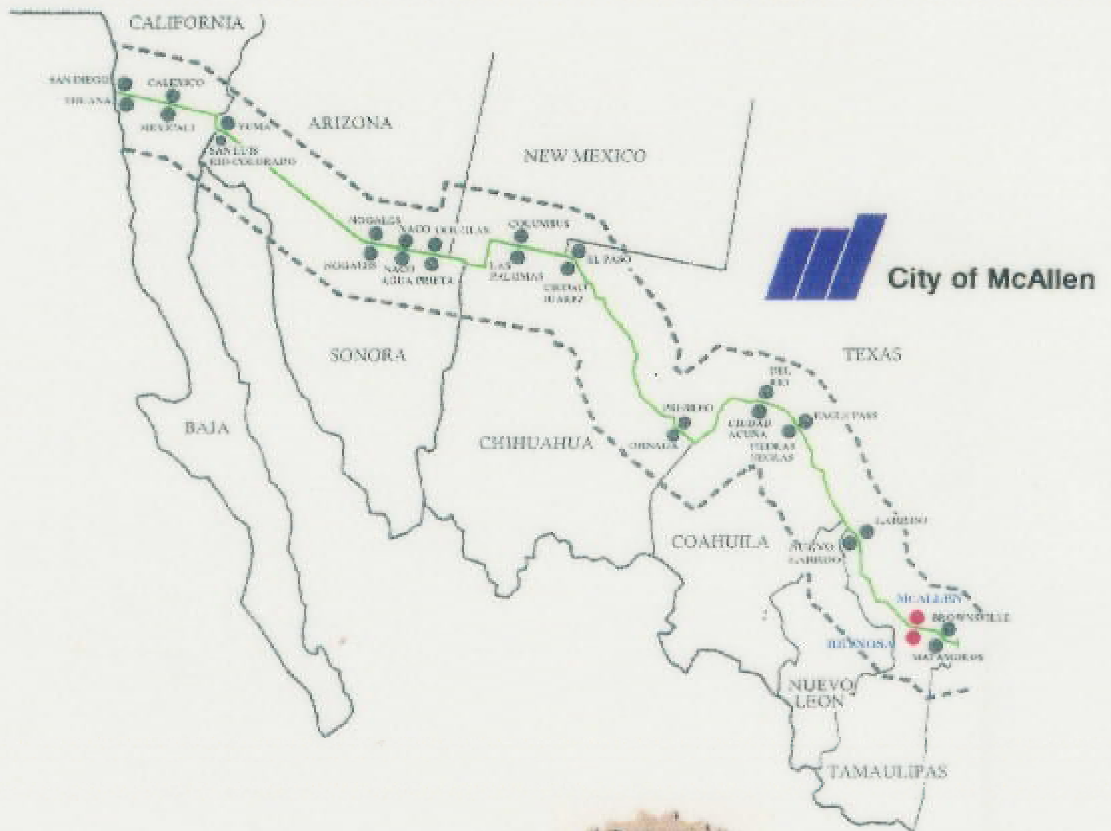 CALIFORNIA
SAN DIEGO
CALEXICO
TIJUANA
MEXICALI
YUMA
SAN LUIS
RIO COLORADO
ARIZONA
NEW MEXICO
NOGALES
NACO
DOUGLAS
COLUMBUS
NOGALES
NACO
AGUA PRIETA
LAS
PALOMAS
EL PASO
CIUDAD
JUAREZ
City of McAllen
SONORA
TEXAS
BAJA
CHIHUAHUA
PRESIDIO
OJINAGA
DEL
RIO
CIUDAD
ACUÑA
EAGLE PASS
PIEDRAS
NEGRAS
COAHUILA
LAREDO
NUEVO
LAREDO
McALLEN
BROWNSVILLE
REYNOSA
MATAMOROS
NUEVO
LEON
TAMAULIPAS